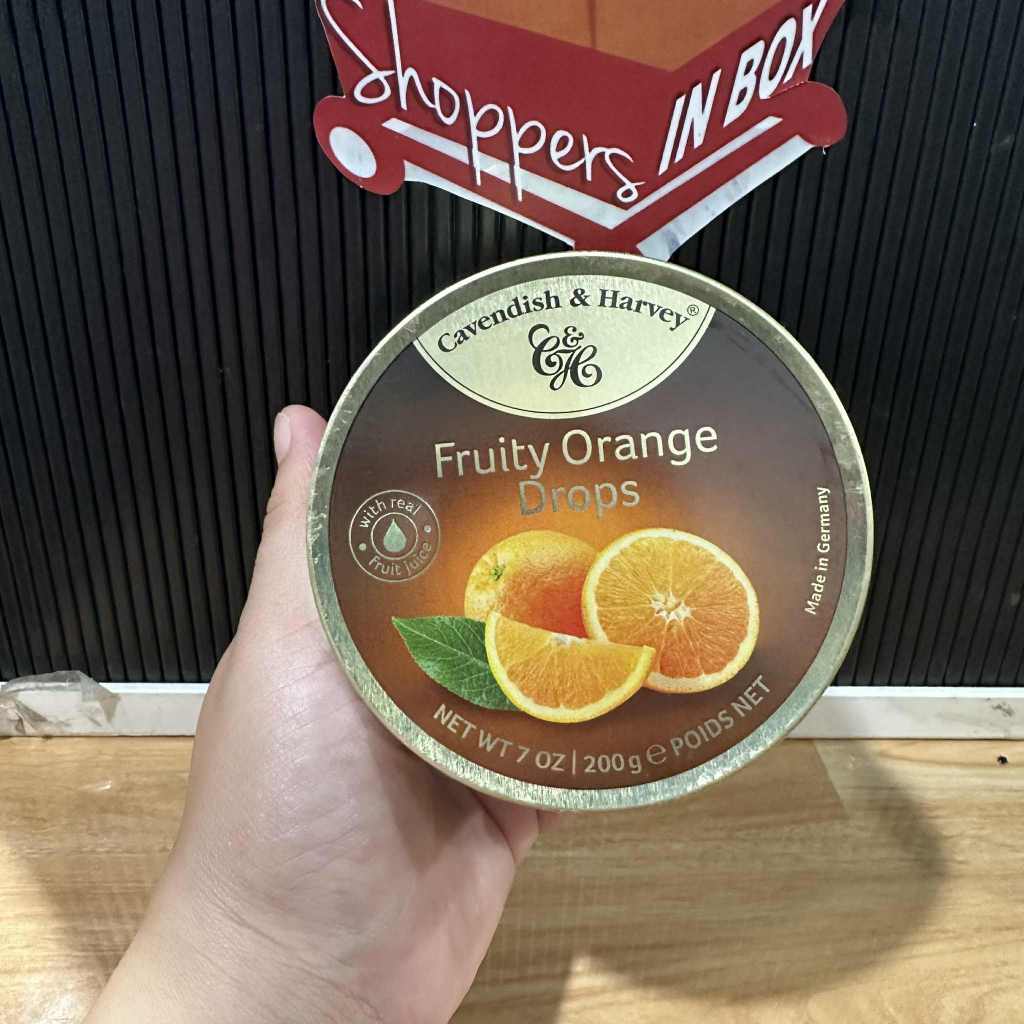 Shoppers
IN BOX
Cavendish & Harvey®
C&H
Fruity Orange
Drops
with real
Fruit juice
Made in Germany
NET WT 7 OZ | 200g ℮ POIDS NET